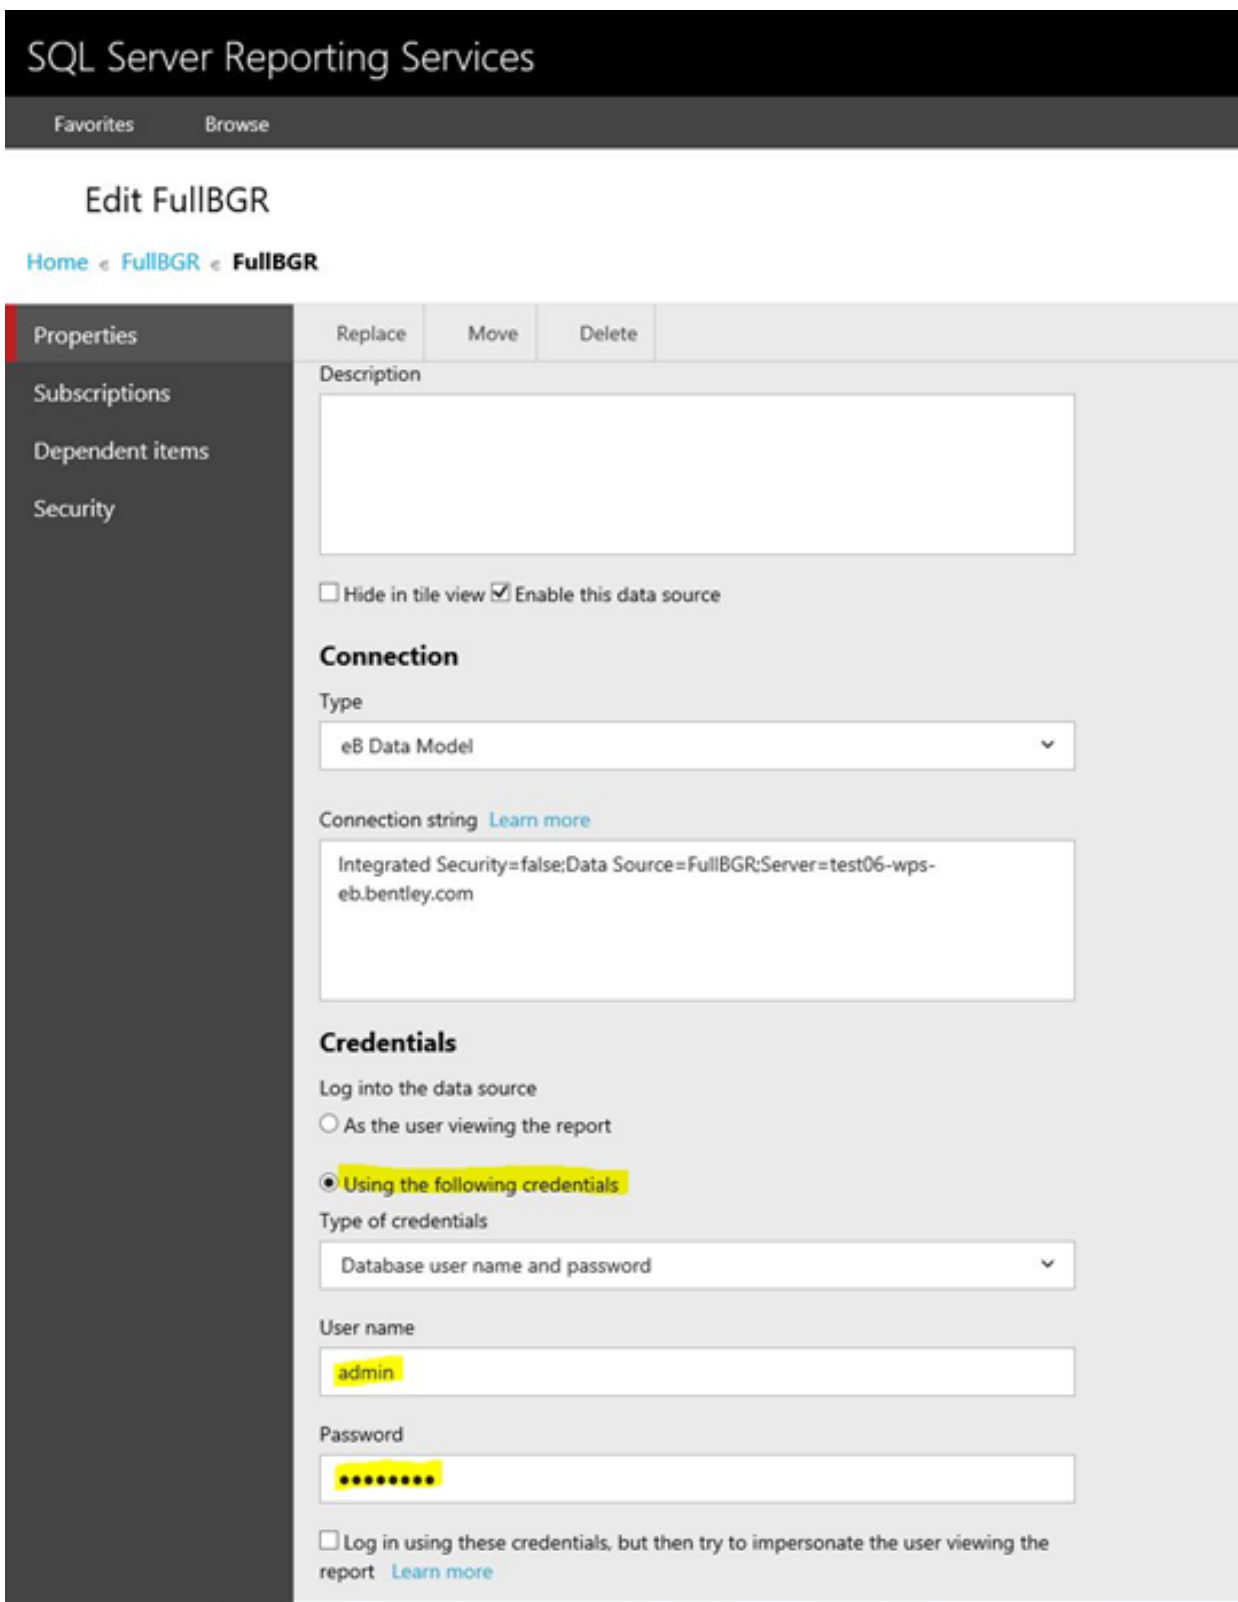 SQL Server Reporting Services
Favorites Browse
Edit FullBGR
Home < FullBGR < FullBGR
Properties
Subscriptions
Dependent items
Security
Replace Move Delete
Description
Hide in tile view Enable this data source
Connection
Type
eB Data Model
Connection string Learn more
Integrated Security=false;Data Source=FullBGR;Server=test06-wps-
eb.bentley.com
Credentials
Log into the data source
As the user viewing the report
Using the following credentials
Type of credentials
Database user name and password
User name
admin
Password
••••••••
Log in using these credentials, but then try to impersonate the user viewing the
report Learn more